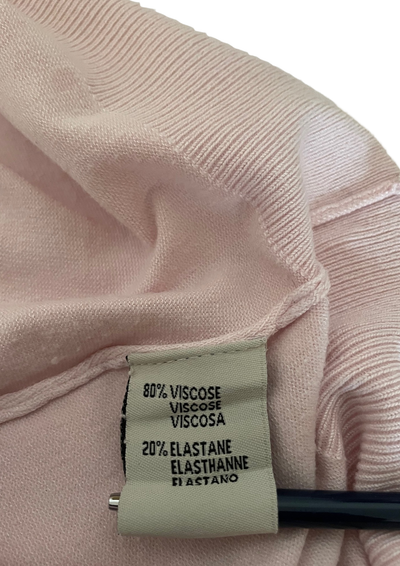 80% VISCOSE
VISCOSE
VISCOSA
20% ELASTANE
ELASTHANNE
ELASTANO